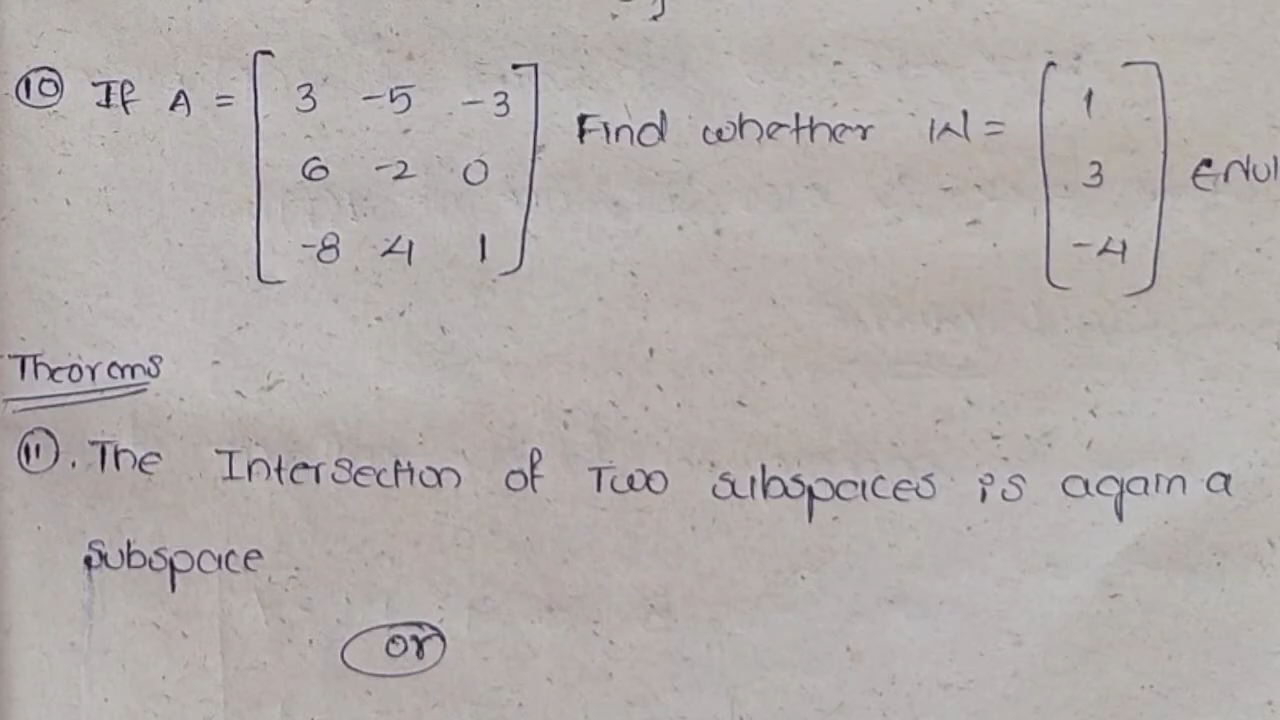 ⑩ If A = [ 3 -5 -3 ] Find whether W = [ 1 ] ∈ Nul
6 -2 0 3
-8 4 1 -4
Theorems
⑪. The Intersection of Two subspaces is again a
subspace
or